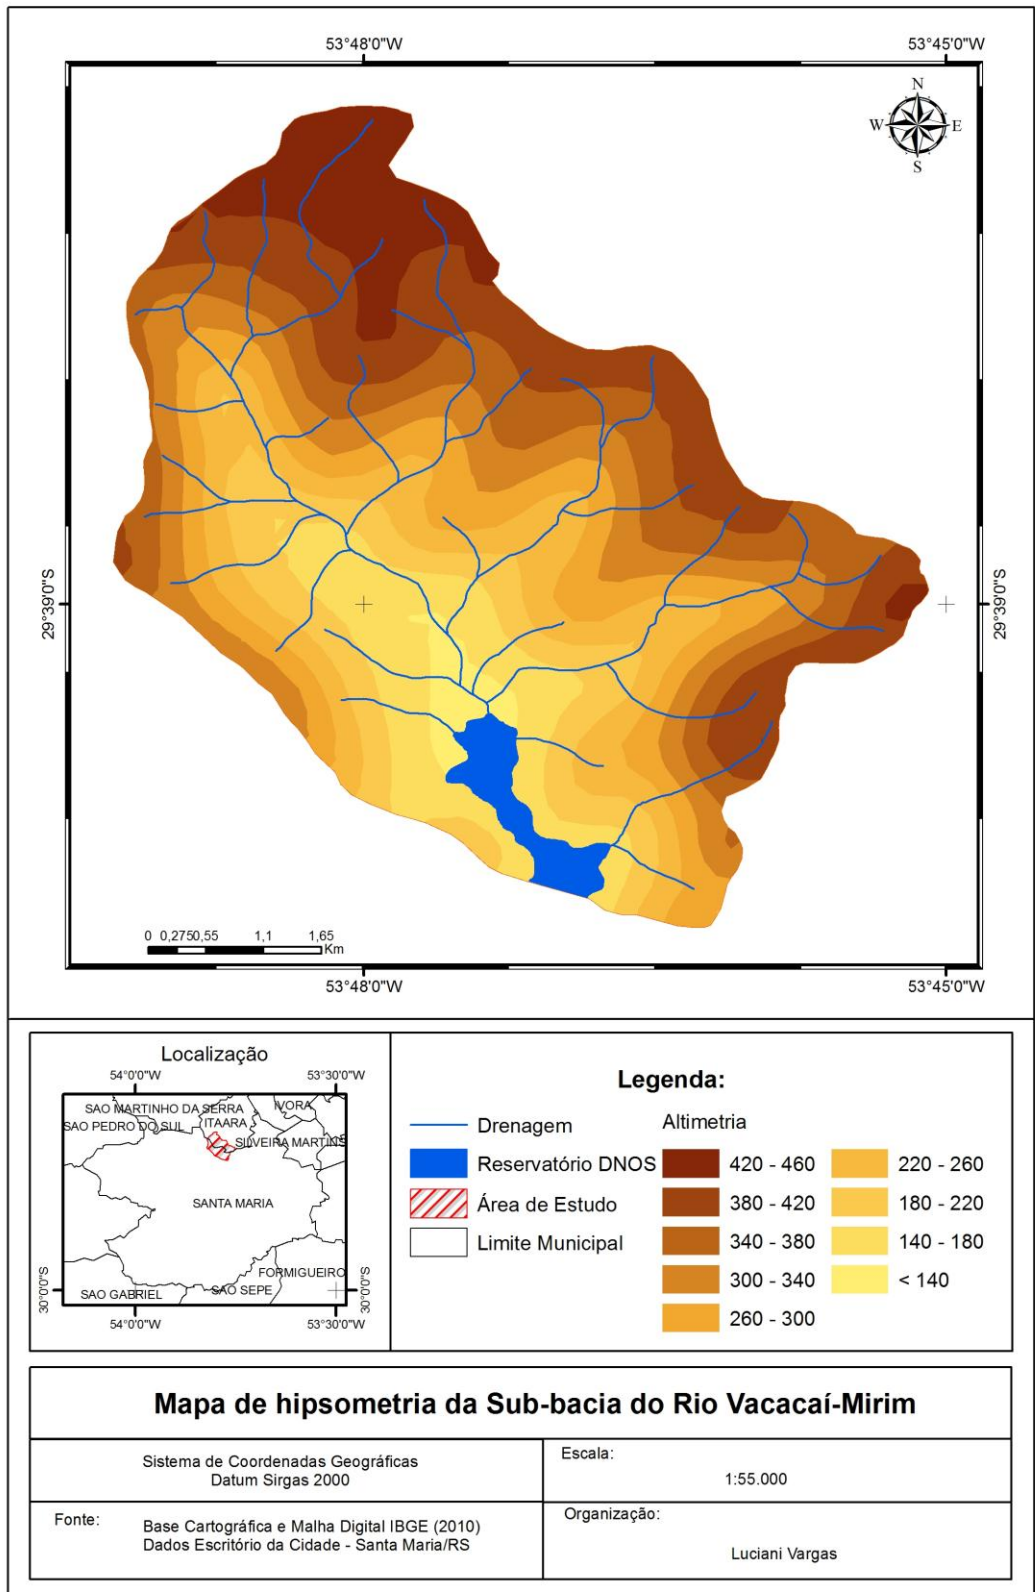 53°48'0"W
53°45'0"W
N
W
E
S
29°39'0"S
29°39'0"S
0 0,275 0,55 1,1 1,65
Km
53°48'0"W
53°45'0"W
Localização
54°0'0"W
53°30'0"W
SAO MARTINHO DA SERRA
IVORA
SAO PEDRO DO SUL
ITAARA
SILVEIRA MARTINS
SANTA MARIA
FORMIGUEIRO
SAO GABRIEL
SAO SEPE
30°0'0"S
30°0'0"S
54°0'0"W
53°30'0"W
Legenda:
Drenagem
Reservatório DNOS
Área de Estudo
Limite Municipal
Altimetria
420 - 460
380 - 420
340 - 380
300 - 340
260 - 300
220 - 260
180 - 220
140 - 180
< 140
Mapa de hipsometria da Sub-bacia do Rio Vacacaí-Mirim
Sistema de Coordenadas Geográficas
Datum Sirgas 2000
Escala:
1:55.000
Fonte:
Base Cartográfica e Malha Digital IBGE (2010)
Dados Escritório da Cidade - Santa Maria/RS
Organização:
Luciani Vargas